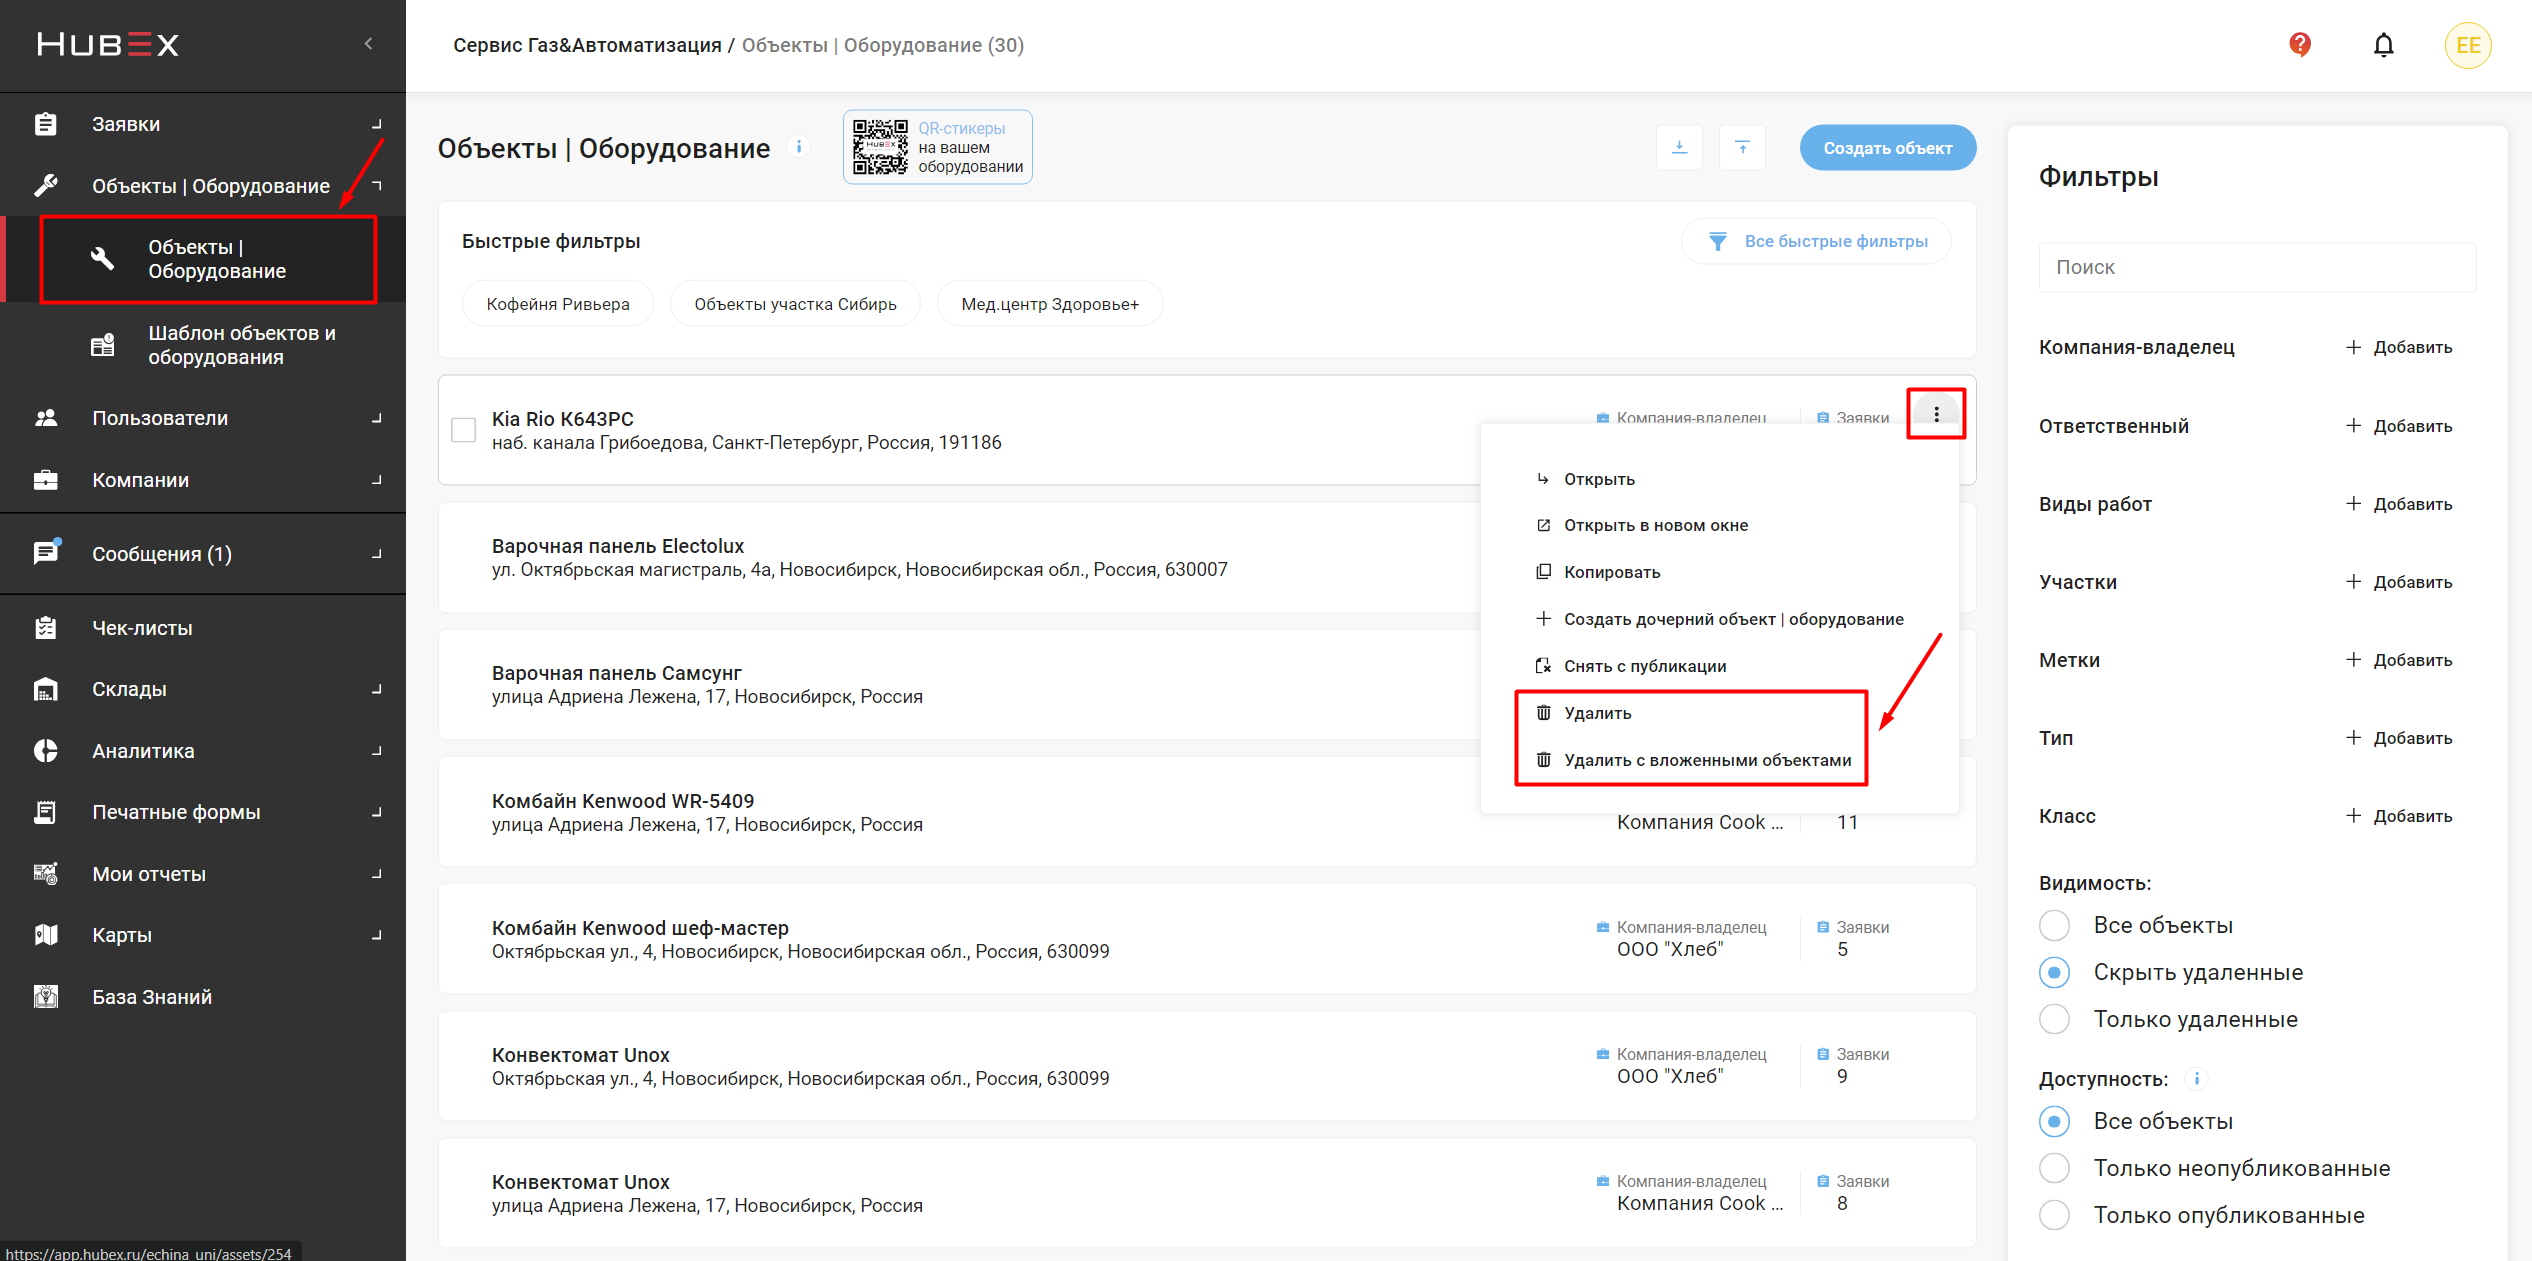 HUBEX
Заявки
Объекты | Оборудование
Объекты |
Оборудование
Шаблон объектов и
оборудования
Пользователи
Компании
Сообщения (1)
Чек-листы
Склады
Аналитика
Печатные формы
Мои отчеты
Карты
База Знаний
https://app.hubex.ru/echina_uni/assets/254
Сервис Газ&Автоматизация / Объекты | Оборудование (30)
EE
Объекты | Оборудование
HUBEX
QR-стикеры
на вашем
оборудовании
Создать объект
Быстрые фильтры
Все быстрые фильтры
Кофейня Ривьера
Объекты участка Сибирь
Мед.центр Здоровье+
Kia Rio К643РС
наб. канала Грибоедова, Санкт-Петербург, Россия, 191186
Компания-владелец
Заявки
Открыть
Открыть в новом окне
Копировать
Создать дочерний объект | оборудование
Снять с публикации
Удалить
Удалить с вложенными объектами
Варочная панель Electolux
ул. Октябрьская магистраль, 4а, Новосибирск, Новосибирская обл., Россия, 630007
Варочная панель Самсунг
улица Адриена Лежена, 17, Новосибирск, Россия
Комбайн Kenwood WR-5409
улица Адриена Лежена, 17, Новосибирск, Россия
Компания Cook ...
11
Комбайн Kenwood шеф-мастер
Октябрьская ул., 4, Новосибирск, Новосибирская обл., Россия, 630099
Компания-владелец
ООО "Хлеб"
Заявки
5
Конвектомат Unox
Октябрьская ул., 4, Новосибирск, Новосибирская обл., Россия, 630099
Компания-владелец
ООО "Хлеб"
Заявки
9
Конвектомат Unox
улица Адриена Лежена, 17, Новосибирск, Россия
Компания-владелец
Компания Cook ...
Заявки
8
Фильтры
Поиск
Компания-владелец + Добавить
Ответственный + Добавить
Виды работ + Добавить
Участки + Добавить
Метки + Добавить
Тип + Добавить
Класс + Добавить
Видимость:
Все объекты
Скрыть удаленные
Только удаленные
Доступность:
Все объекты
Только неопубликованные
Только опубликованные